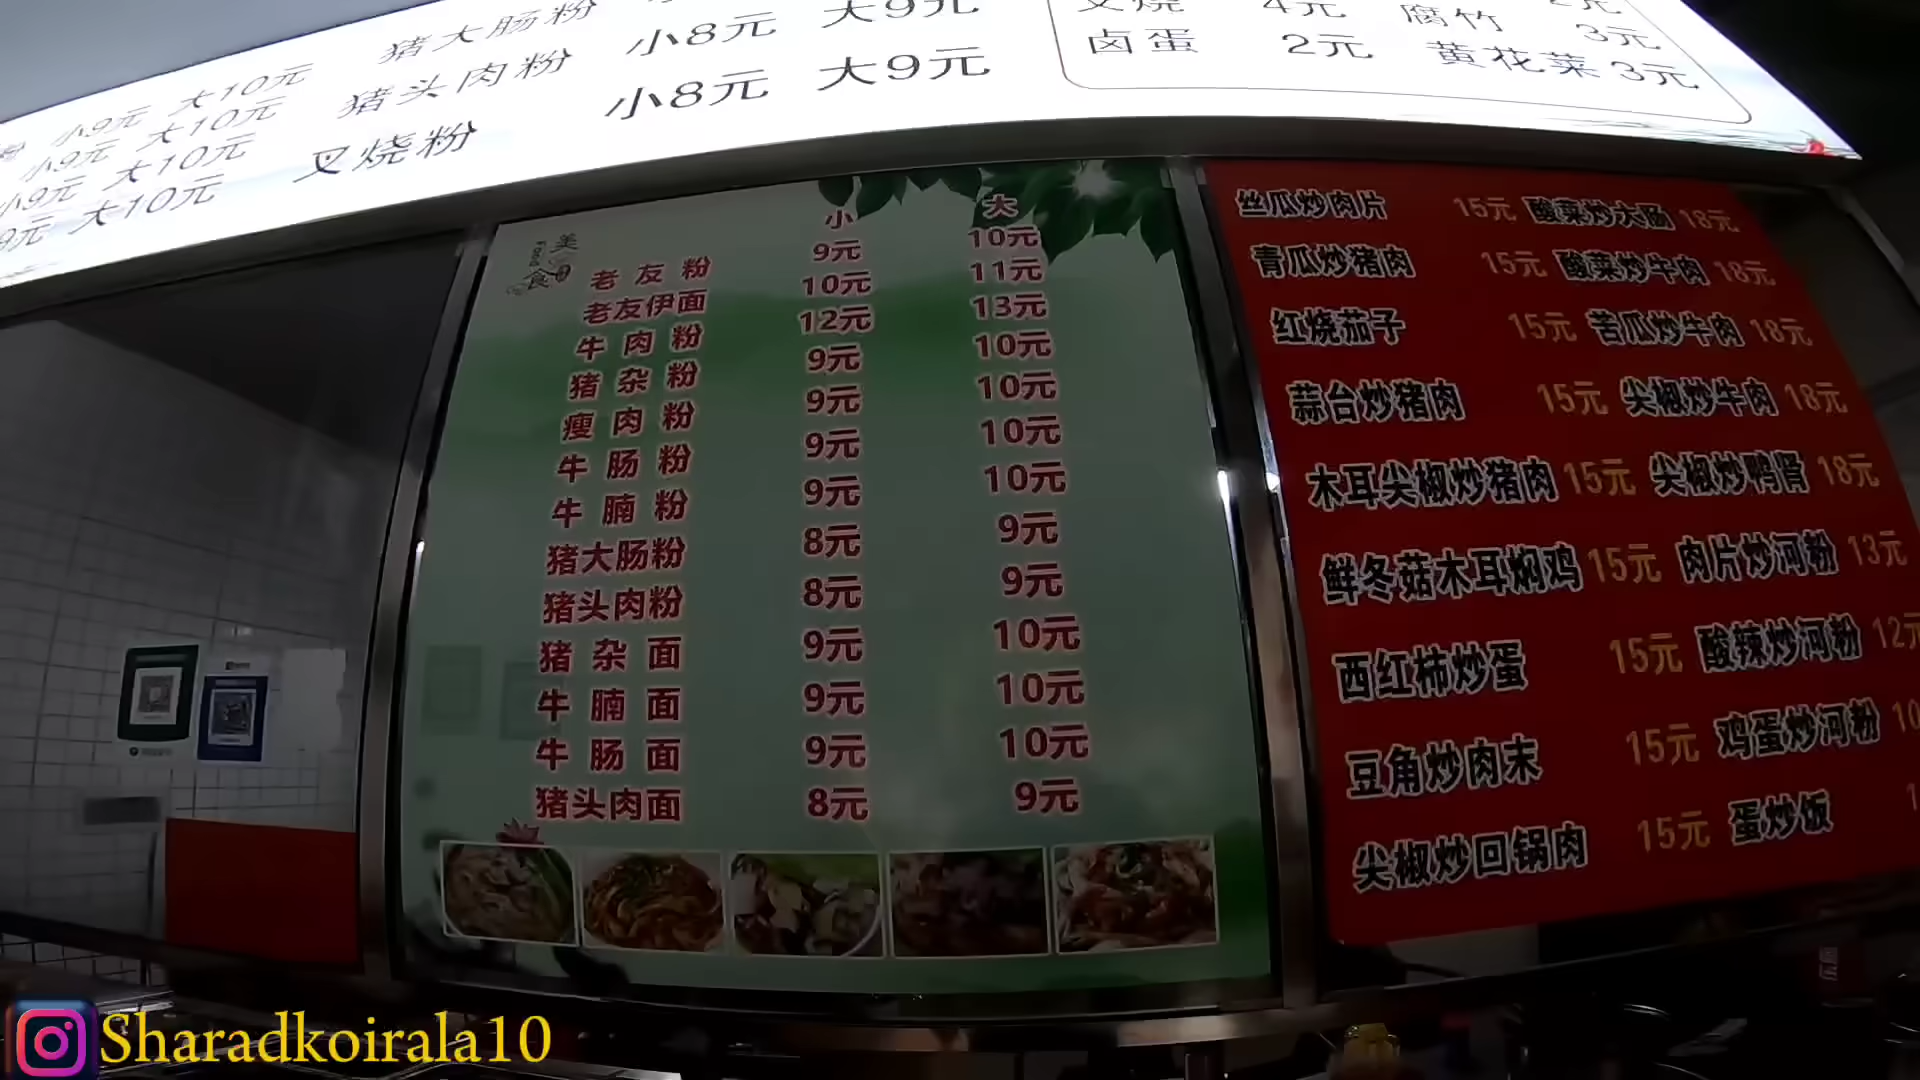 猪大肠粉
小9元 大10元 猪头肉粉 小8元 大9元
小9元 大10元 叉烧粉 小8元 大9元
小9元 大10元
9元 大10元
叉烧 4元 腐竹 3元
卤蛋 2元 黄花菜 3元
美食
Food
小 大
老友粉 9元 10元
老友伊面 10元 11元
牛肉粉 12元 13元
猪杂粉 9元 10元
瘦肉粉 9元 10元
牛肠粉 9元 10元
牛腩粉 9元 10元
猪大肠粉 8元 9元
猪头肉粉 8元 9元
猪杂面 9元 10元
牛腩面 9元 10元
牛肠面 9元 10元
猪头肉面 8元 9元
丝瓜炒肉片 15元 酸菜炒大肠 18元
青瓜炒猪肉 15元 酸菜炒牛肉 18元
红烧茄子 15元 苦瓜炒牛肉 18元
蒜台炒猪肉 15元 尖椒炒牛肉 18元
木耳尖椒炒猪肉 15元 尖椒炒鸭肾 18元
鲜冬菇木耳焖鸡 15元 肉片炒河粉 13元
西红柿炒蛋 15元 酸辣炒河粉 12元
豆角炒肉末 15元 鸡蛋炒河粉 10
尖椒炒回锅肉 15元 蛋炒饭
Sharadkoirala10